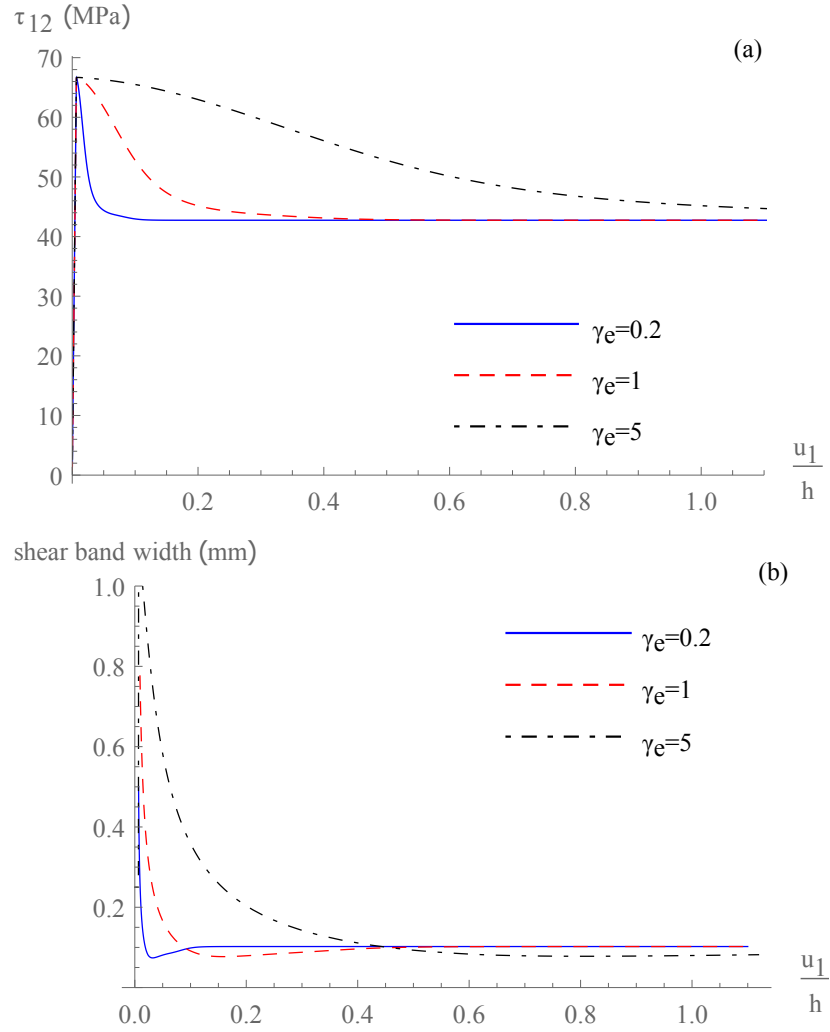 τ12 (MPa)
(a)
70
60
50
40
30
20
10
0
γe=0.2
γe=1
γe=5
0.2 0.4 0.6 0.8 1.0
u1
h
shear band width (mm)
(b)
1.0
0.8
0.6
0.4
0.2
γe=0.2
γe=1
γe=5
0.0 0.2 0.4 0.6 0.8 1.0
u1
h